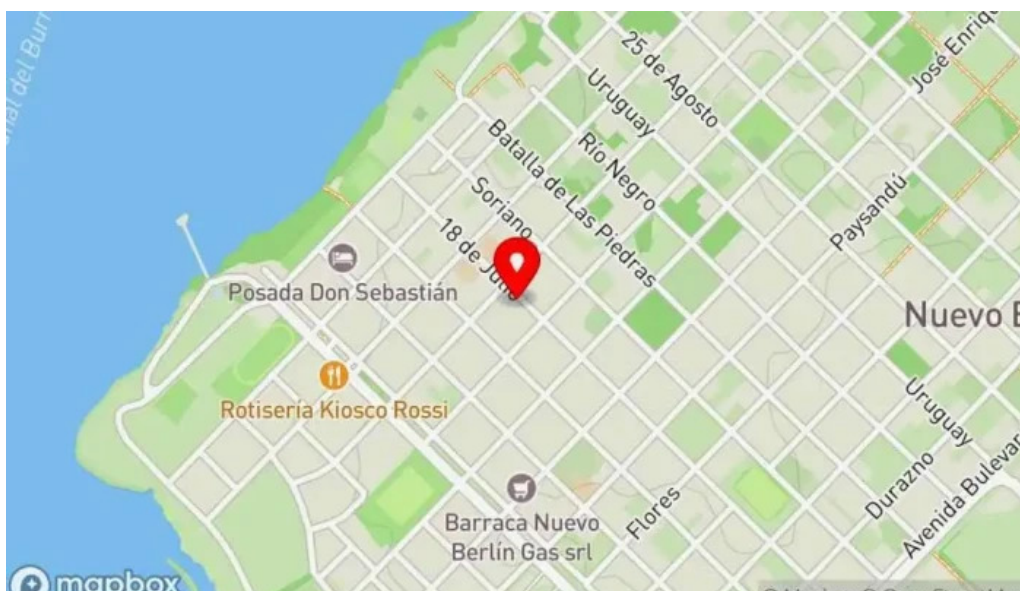 25 de Agosto
José Enriq
Uruguay
Río Negro
Batalla de Las Piedras
Soriano
18 de Julio
Paysandú
Posada Don Sebastián
Nuevo B
Rotisería Kiosco Rossi
Uruguay
Durazno
Avenida Bulevar
Flores
Barraca Nuevo
Berlín Gas srl
mapbox